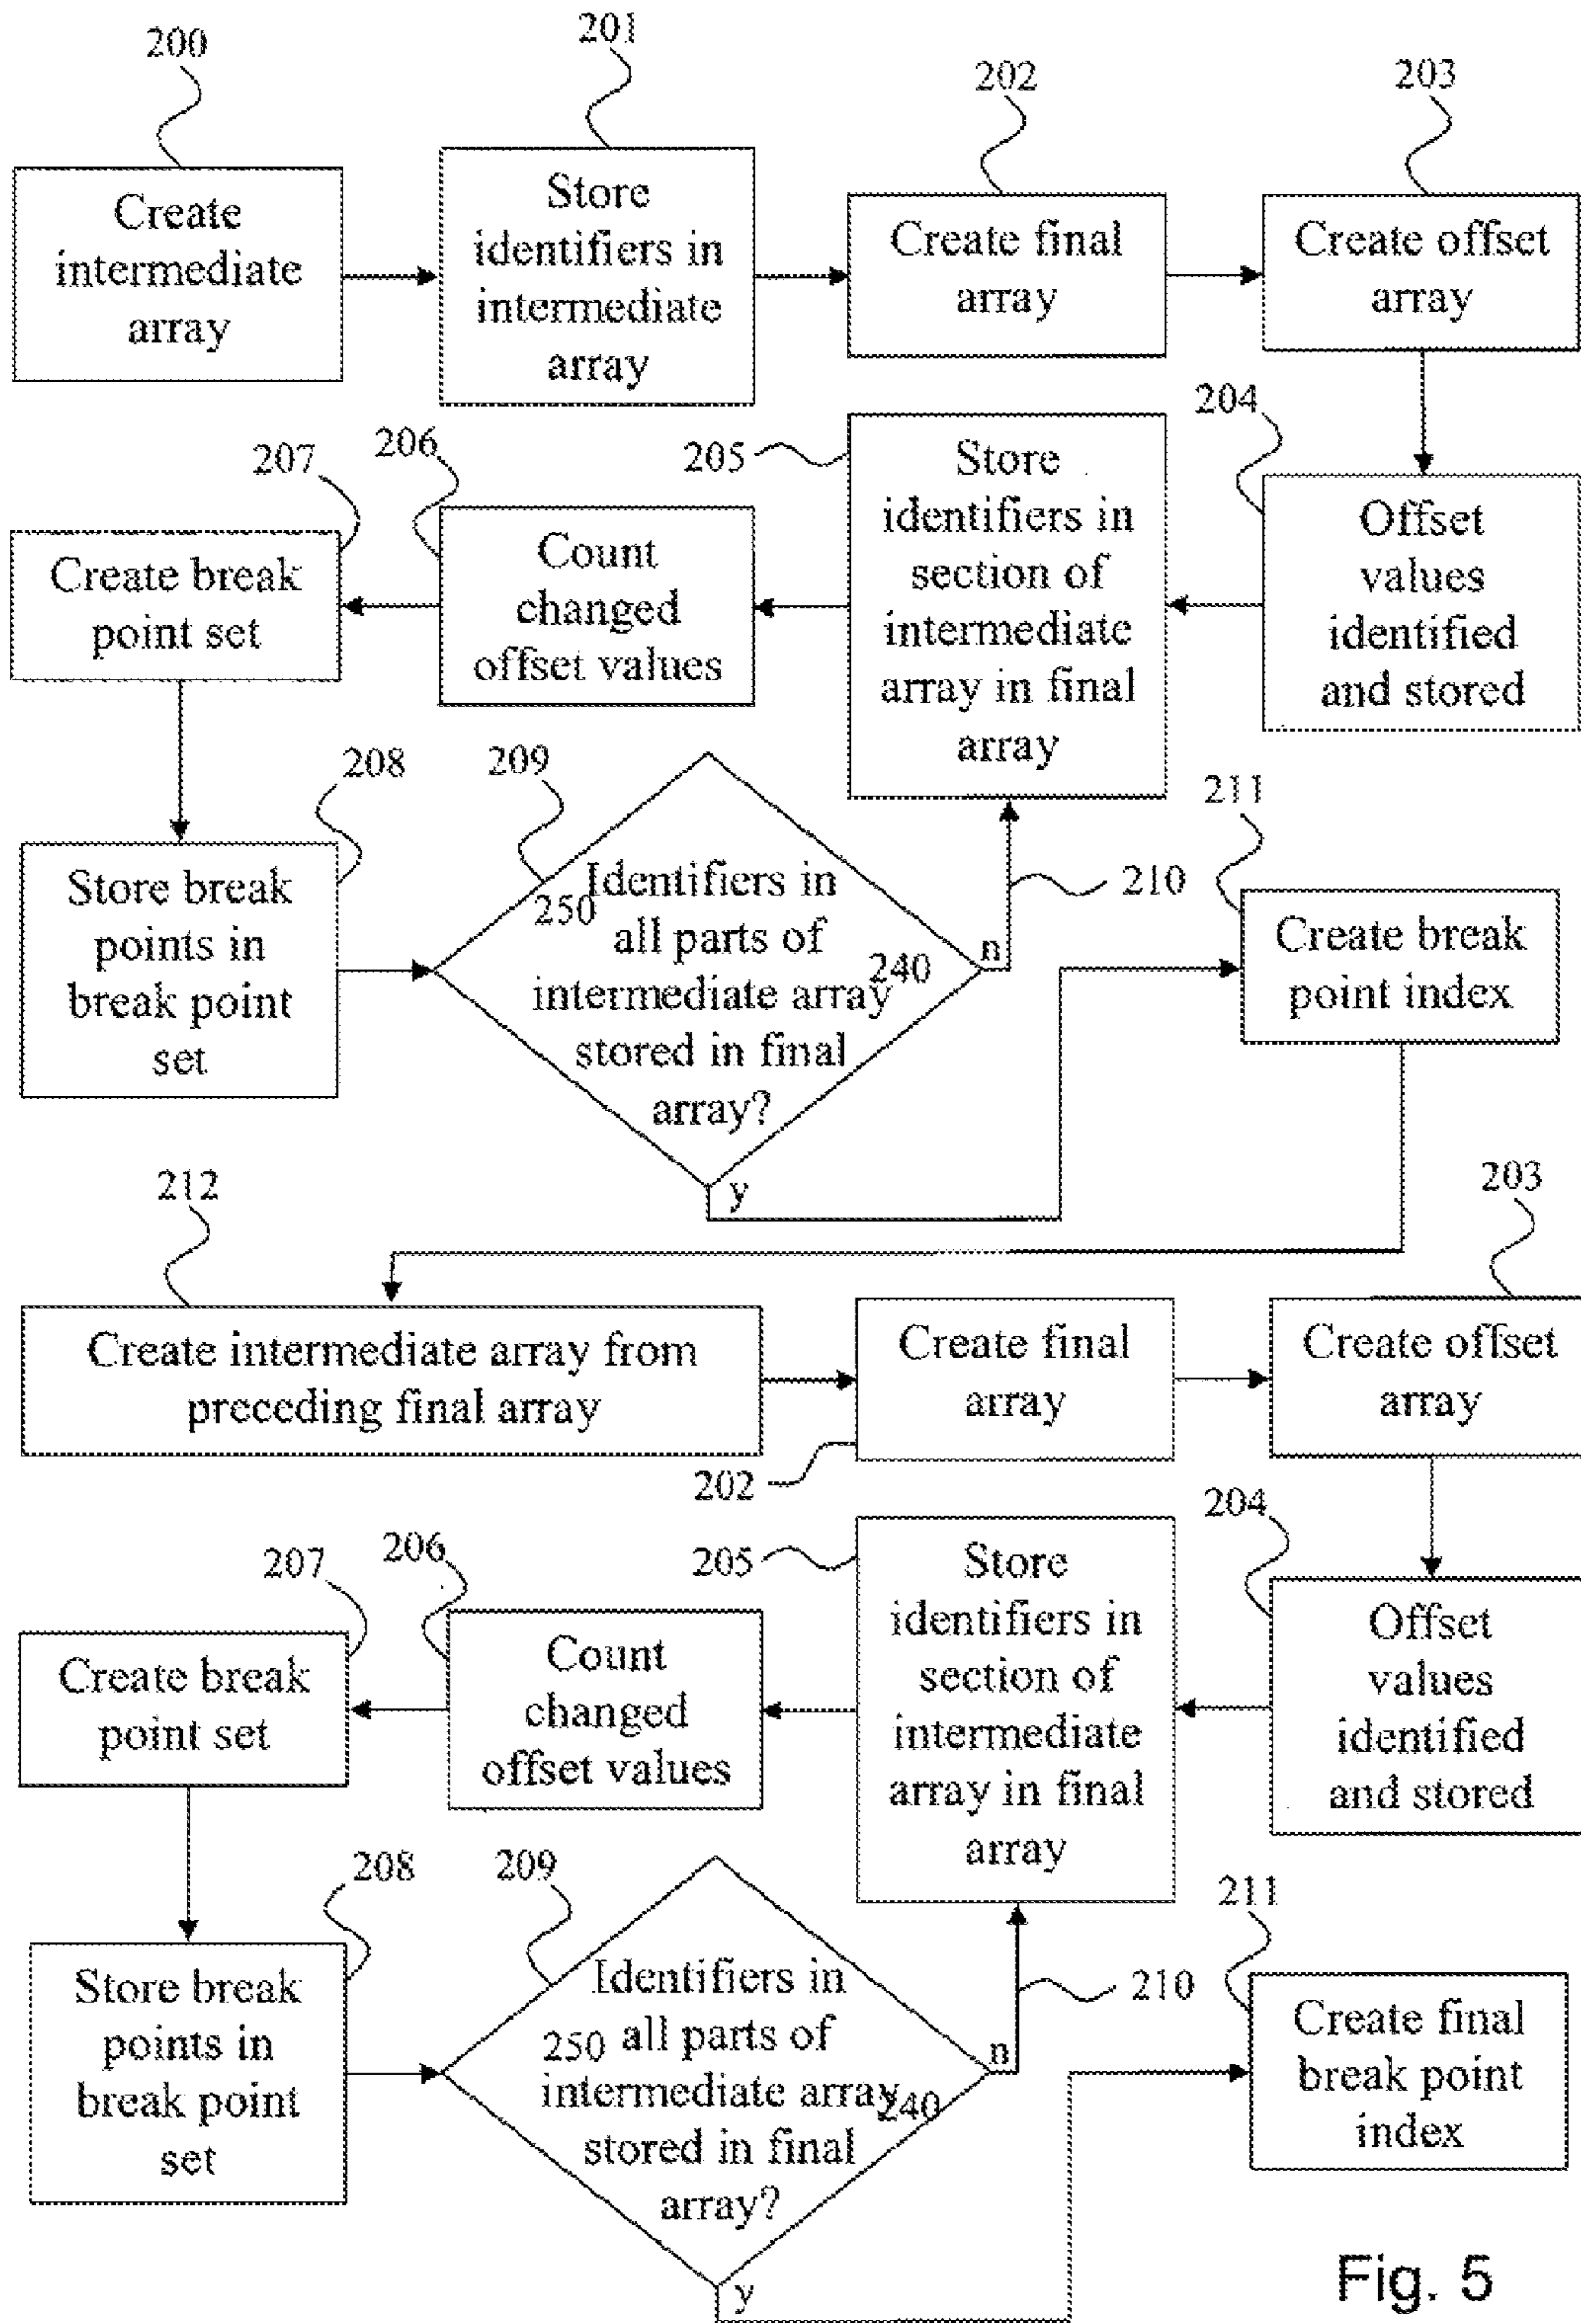 200
201
202
203
Create
intermediate
array
Store
identifiers in
intermediate
array
Create final
array
Create offset
array
204
205
206
207
Offset
values
identified
and stored
Store
identifiers in
section of
intermediate
array in final
array
Count
changed
offset values
Create break
point set
208
209
210
211
Store break
points in
break point
set
Identifiers in
250
all parts of
240
intermediate array
stored in final
array?
n
y
Create break
point index
212
203
Create intermediate array from
preceding final array
Create final
array
202
Create offset
array
204
205
206
207
Offset
values
identified
and stored
Store
identifiers in
section of
intermediate
array in final
array
Count
changed
offset values
Create break
point set
208
209
210
211
Store break
points in
break point
set
Identifiers in
250 all parts of
intermediate array
240
stored in final
array?
n
y
Create final
break point
index
Fig. 5